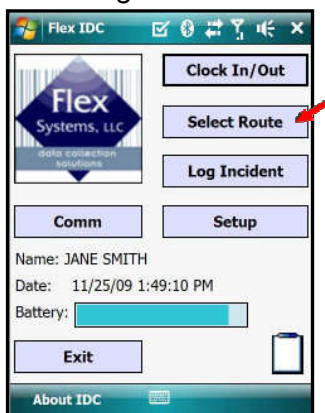 Flex IDC
Clock In/Out
Flex
Systems, LLC
data collection
solutions
Select Route
Log Incident
Comm
Setup
Name: JANE SMITH
Date: 11/25/09 1:49:10 PM
Battery:
Exit
About IDC